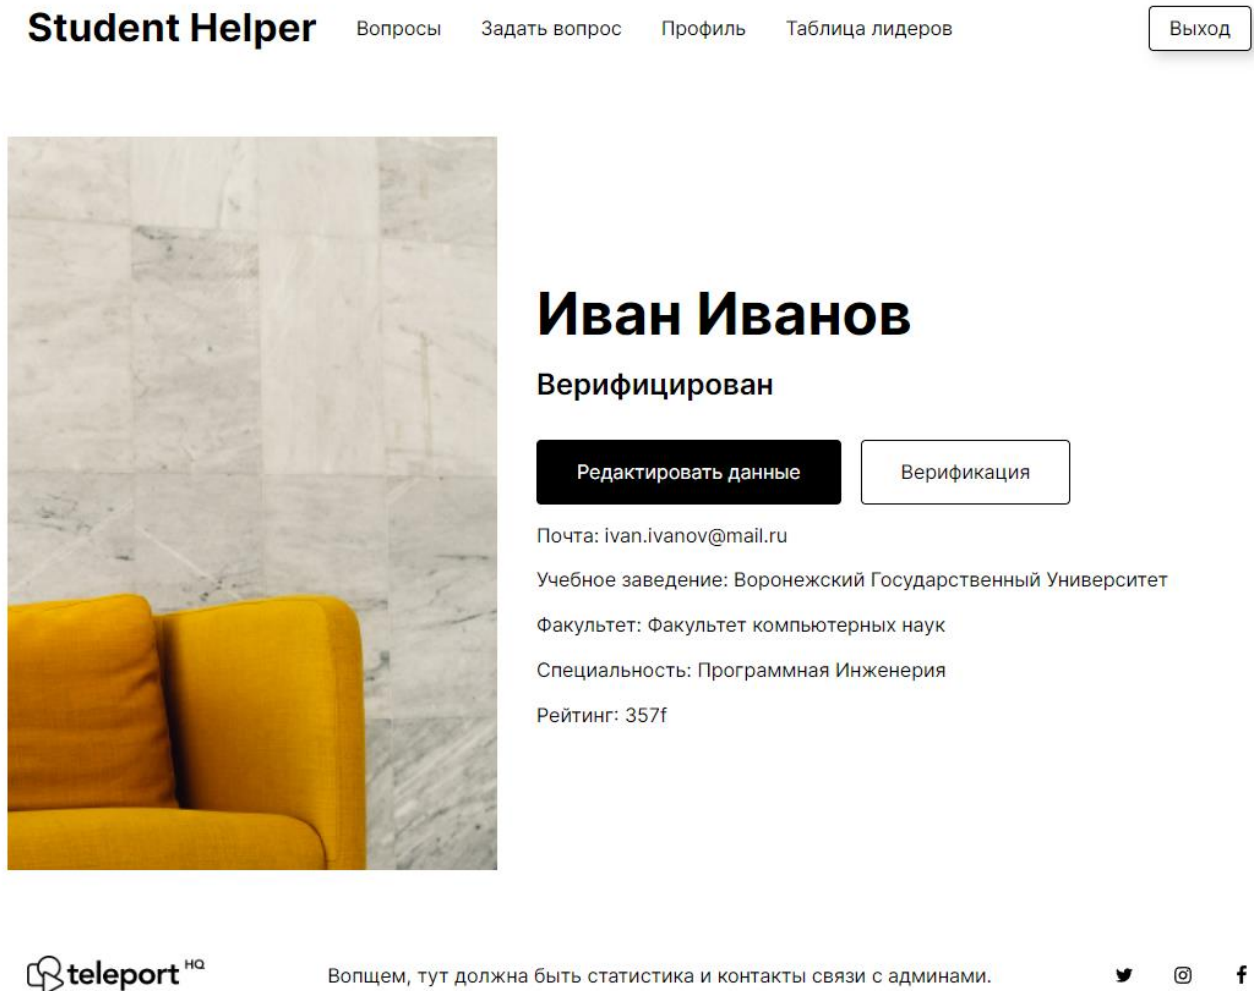 Student Helper Вопросы Задать вопрос Профиль Таблица лидеров Выход
Иван Иванов
Верифицирован
Редактировать данные Верификация
Почта: ivan.ivanov@mail.ru
Учебное заведение: Воронежский Государственный Университет
Факультет: Факультет компьютерных наук
Специальность: Программная Инженерия
Рейтинг: 357f
teleport HQ Вопщем, тут должна быть статистика и контакты связи с админами.